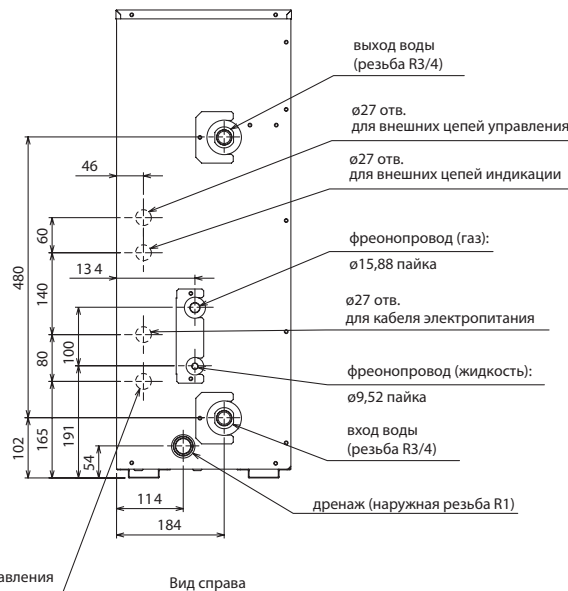 выход воды
(резьба R3/4)
ø27 отв.
для внешних цепей управления
ø27 отв.
для внешних цепей индикации
46
60
480
134
140
фреонопровод (газ):
ø15,88 пайка
ø27 отв.
для кабеля электропитания
100
80
фреонопровод (жидкость):
ø9,52 пайка
вход воды
(резьба R3/4)
102
165
191
54
114
дренаж (наружная резьба R1)
184
авления
Вид справа